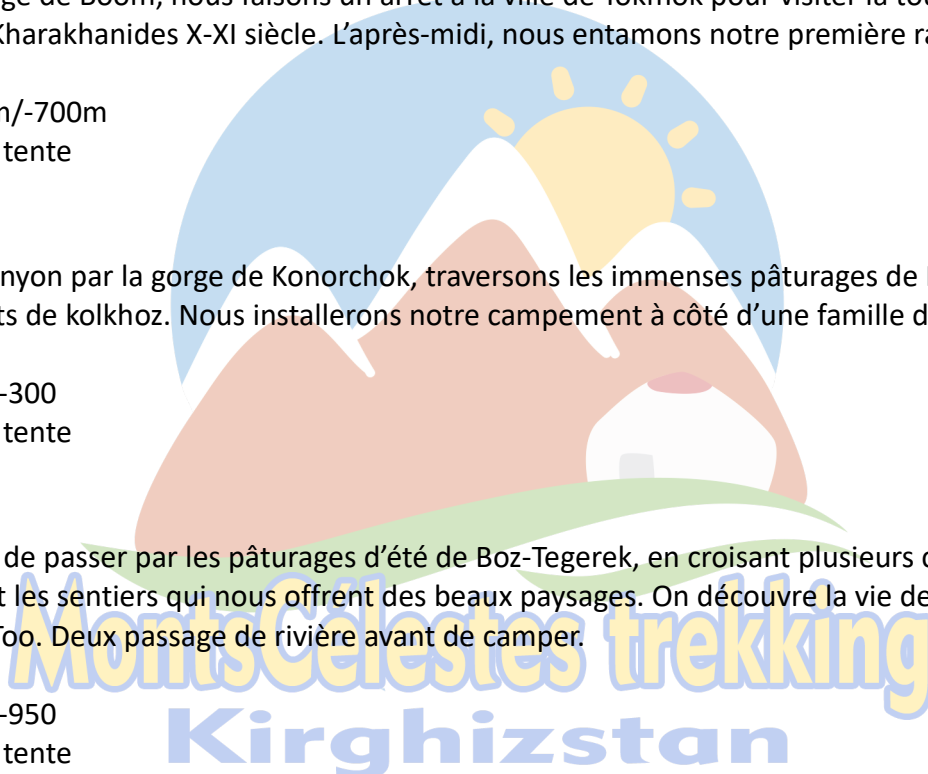 ge de Boom, nous faisons un arrêt à la ville de Tokmok pour visiter la tou
Kharakhanides X-XI siècle. L’après-midi, nous entamons notre première ra
m/-700m
tente
nyon par la gorge de Konorchok, traversons les immenses pâturages de
ts de kolkhoz. Nous installerons notre campement à côté d’une famille d
-300
tente
de passer par les pâturages d’été de Boz-Tegerek, en croisant plusieurs
t les sentiers qui nous offrent des beaux paysages. On découvre la vie de
Too. Deux passage de rivière avant de camper.
MontsCélestes trekking
-950
Kirghizstan
tente